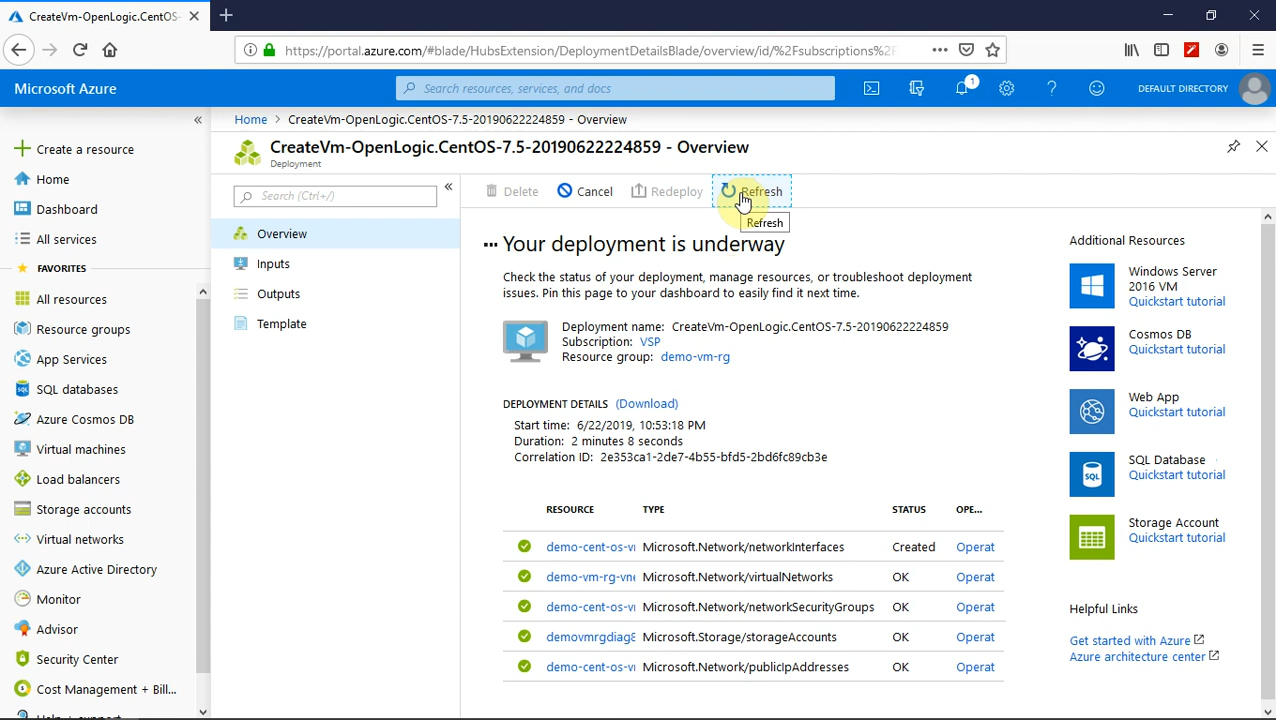 CreateVm-OpenLogic.CentOS-
https://portal.azure.com/#blade/HubsExtension/DeploymentDetailsBlade/overview/id/%2Fsubscriptions%2F
Microsoft Azure
Search resources, services, and docs
1
DEFAULT DIRECTORY
Home > CreateVm-OpenLogic.CentOS-7.5-20190622224859 - Overview
CreateVm-OpenLogic.CentOS-7.5-20190622224859 - Overview
Deployment
Create a resource
Home
Dashboard
All services
FAVORITES
All resources
Resource groups
App Services
SQL databases
Azure Cosmos DB
Virtual machines
Load balancers
Storage accounts
Virtual networks
Azure Active Directory
Monitor
Advisor
Security Center
Cost Management + Bill...
Help + support
Search (Ctrl+/)
Overview
Inputs
Outputs
Template
Delete Cancel Redeploy Refresh
Refresh
Your deployment is underway
Check the status of your deployment, manage resources, or troubleshoot deployment
issues. Pin this page to your dashboard to easily find it next time.
Deployment name: CreateVm-OpenLogic.CentOS-7.5-20190622224859
Subscription: VSP
Resource group: demo-vm-rg
DEPLOYMENT DETAILS (Download)
Start time: 6/22/2019, 10:53:18 PM
Duration: 2 minutes 8 seconds
Correlation ID: 2e353ca1-2de7-4b55-bfd5-2bd6fc89cb3e
RESOURCE TYPE STATUS OPE...
demo-cent-os-vi Microsoft.Network/networkInterfaces Created Operat
demo-vm-rg-vne Microsoft.Network/virtualNetworks OK Operat
demo-cent-os-vi Microsoft.Network/networkSecurityGroups OK Operat
demovmrgdiag8 Microsoft.Storage/storageAccounts OK Operat
demo-cent-os-vi Microsoft.Network/publicIpAddresses OK Operat
Additional Resources
Windows Server
2016 VM
Quickstart tutorial
Cosmos DB
Quickstart tutorial
Web App
Quickstart tutorial
SQL
SQL Database
Quickstart tutorial
Storage Account
Quickstart tutorial
Helpful Links
Get started with Azure
Azure architecture center